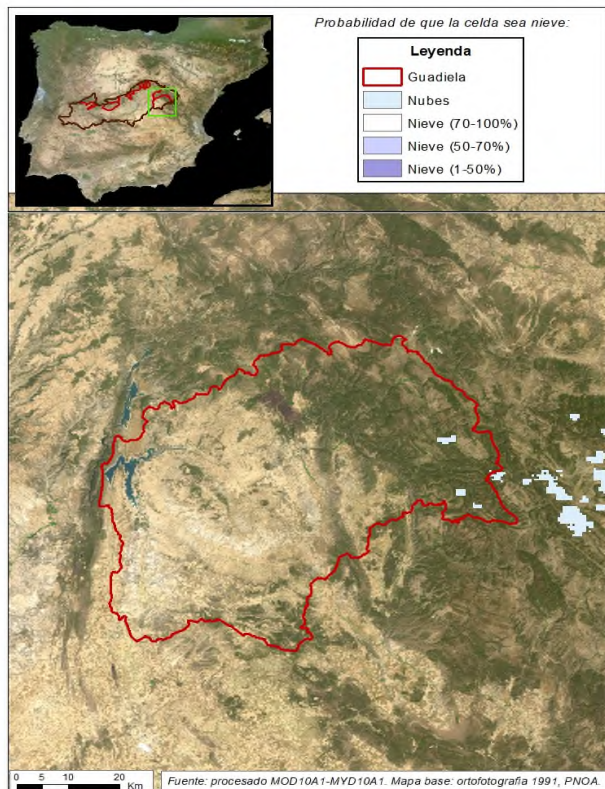 Probabilidad de que la celda sea nieve:
Leyenda
Guadiela
Nubes
Nieve (70-100%)
Nieve (50-70%)
Nieve (1-50%)
0 5 10 20
Km
Fuente: procesado MOD10A1-MYD10A1. Mapa base: ortofotografia 1991, PNOA.